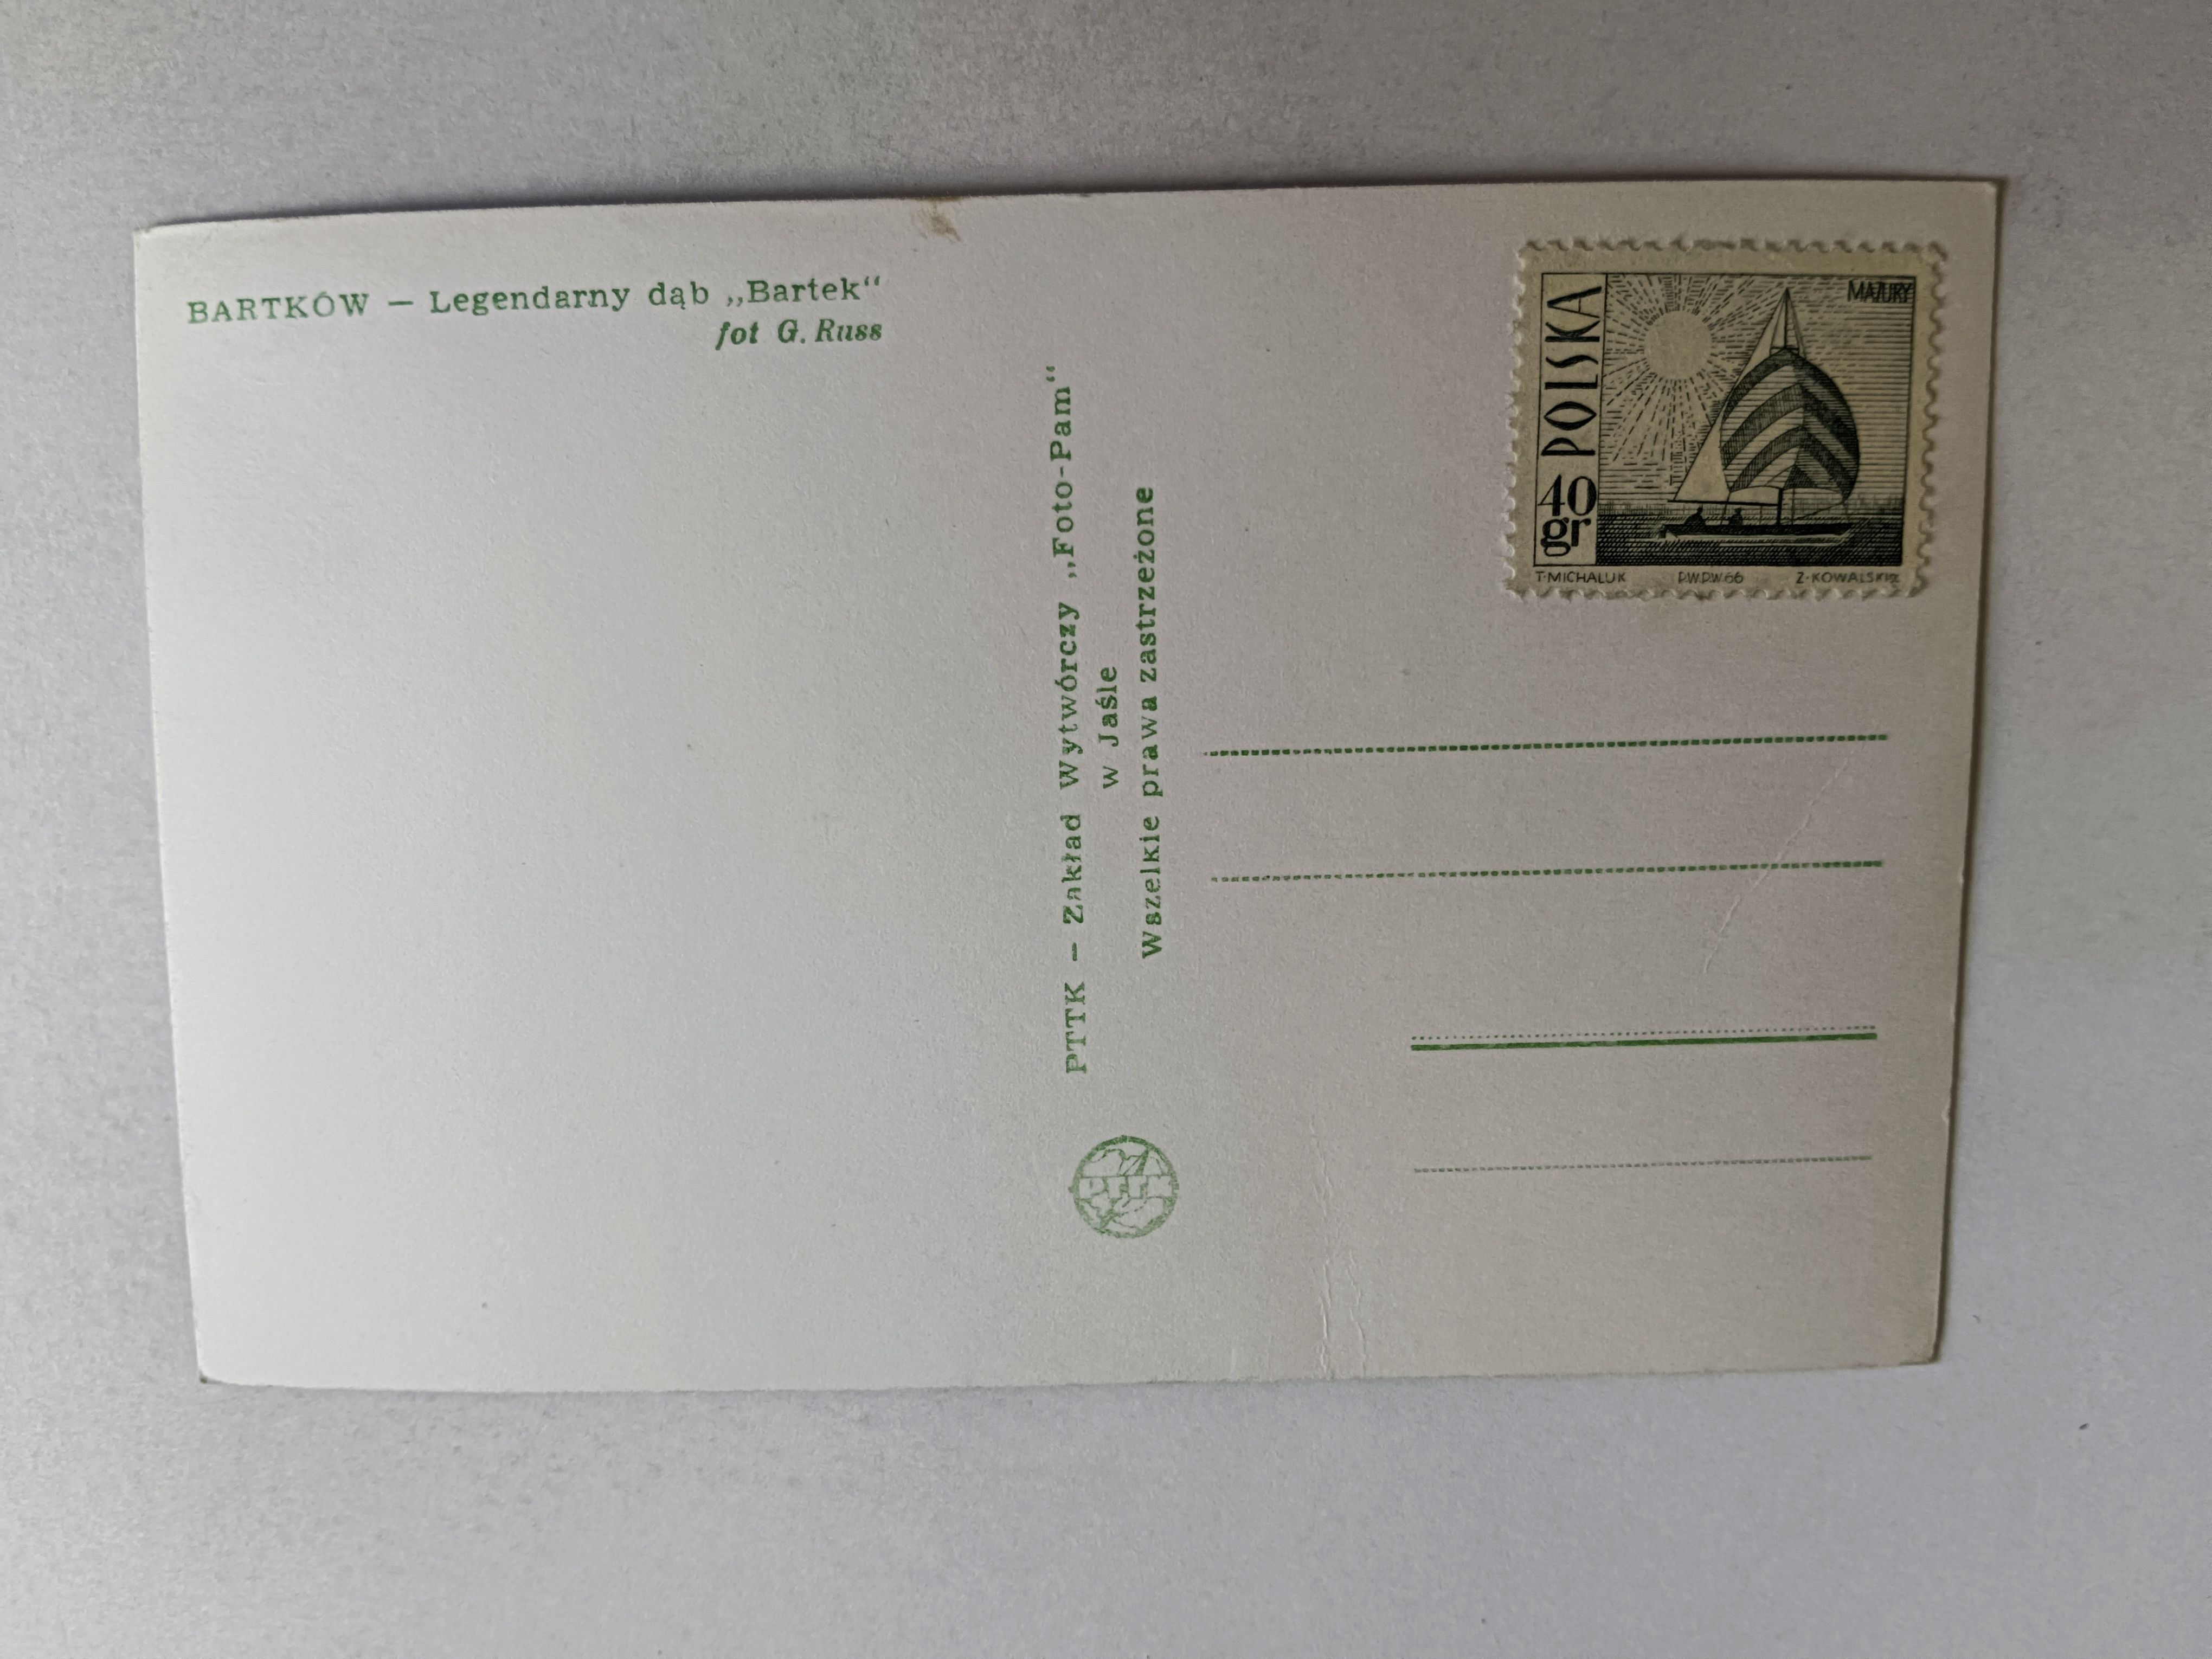 BARTKÓW — Legendarny dąb „Bartek“
fot G. Russ
PTTK — Zakład Wytwórczy „Foto-Pam“
w Jaśle
Wszelkie prawa zastrzeżone
PTTK
POLSKA
40
gr
MAZURY
T·MICHALUK P.W.P.W.66 Z·KOWALSKI